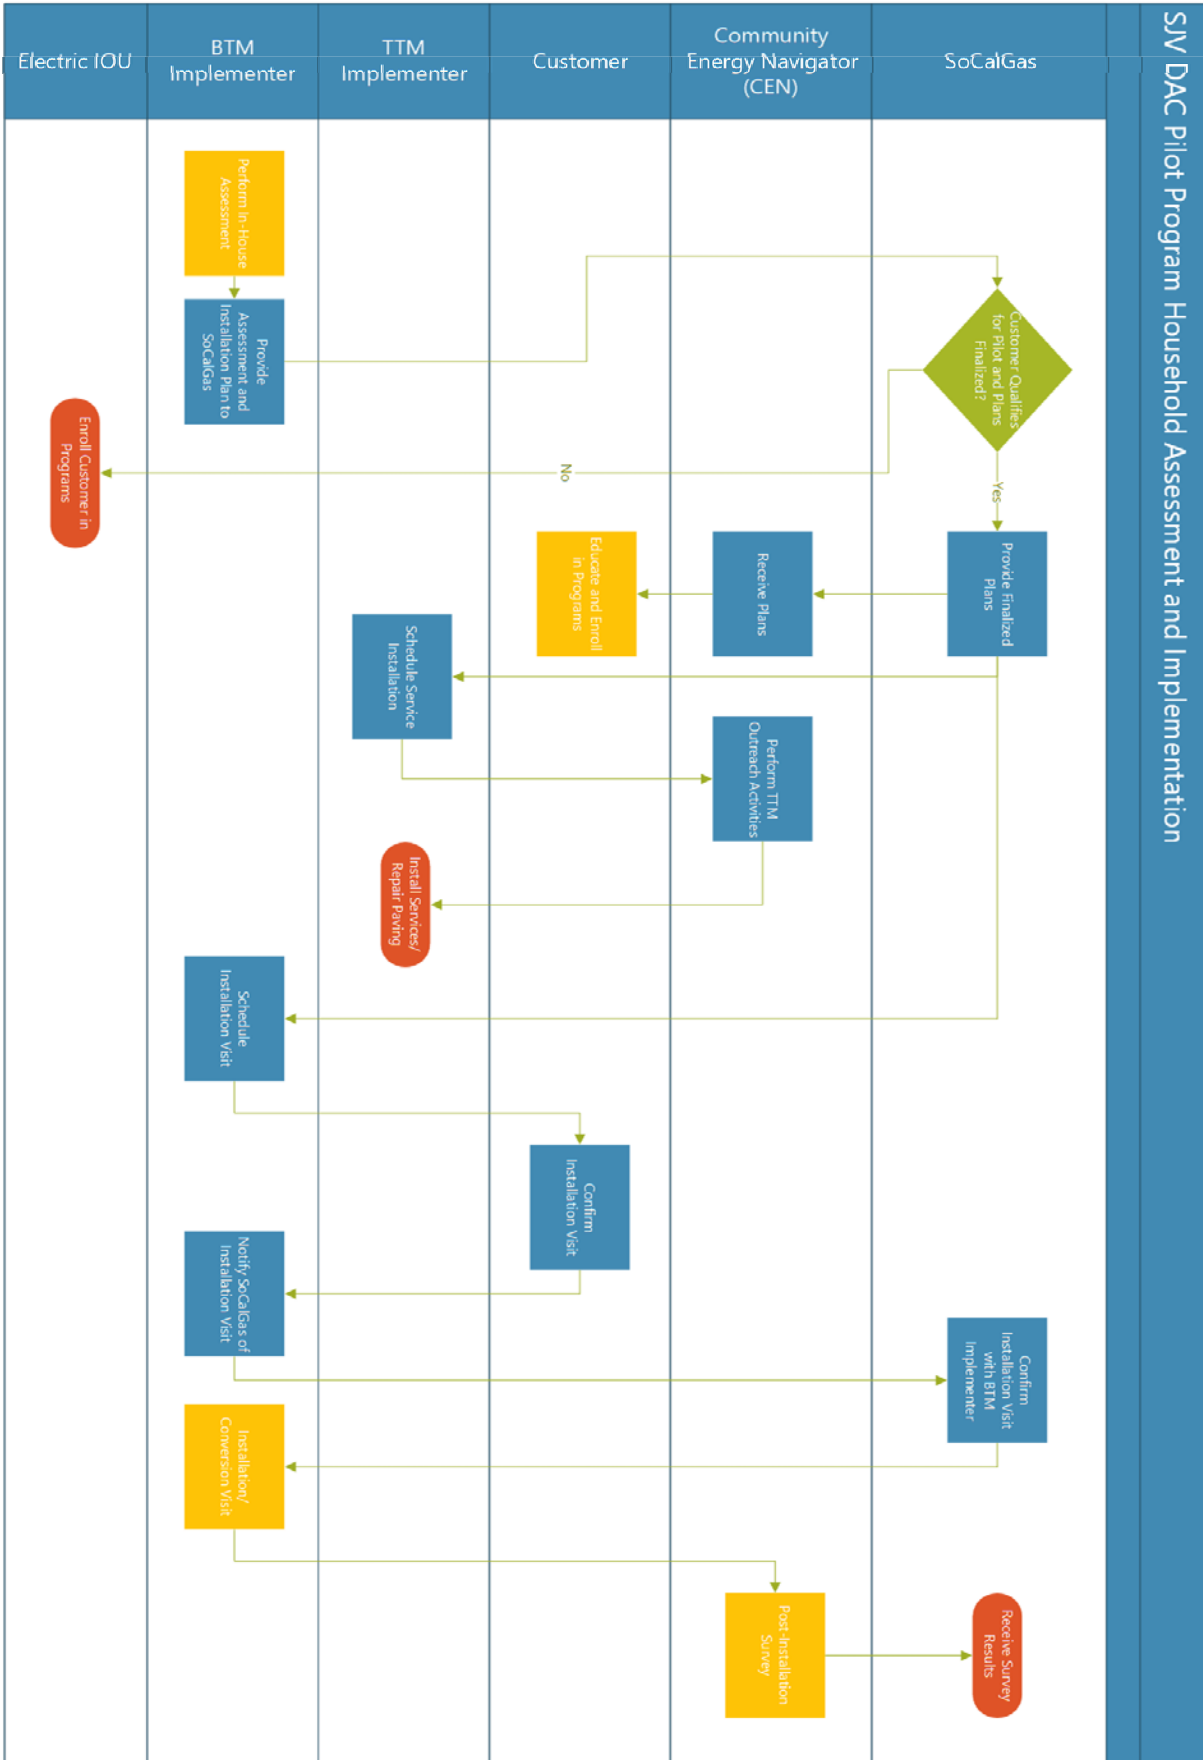 SJV DAC Pilot Program Household Assessment and Implementation
SoCalGas
Community
Energy Navigator
(CEN)
Customer
TTM
Implementer
BTM
Implementer
Electric IOU
Perform In-House
Assessment
Provide
Assessment and
Installation Plan to
SoCalGas
Customer Qualifies
for Pilot and Plans
Finalized?
No
Enroll Customer in
Programs
Yes
Provide Finalized
Plans
Receive Plans
Educate and Enroll
in Programs
Schedule Service
Installation
Perform TTM
Outreach Activities
Install Services/
Repair Paving
Schedule
Installation Visit
Confirm
Installation Visit
Notify SoCalGas of
Installation Visit
Confirm
Installation Visit
with BTM
Implementer
Installation/
Conversion Visit
Post-Installation
Survey
Receive Survey
Results